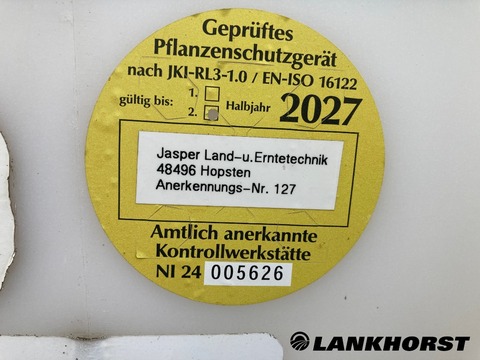 Geprüftes
Pflanzenschutzgerät
nach JKI-RL3-1.0 / EN-ISO 16122
gültig bis: 1. 2. Halbjahr 2027
Jasper Land-u.Erntetechnik
48496 Hopsten
Anerkennungs-Nr. 127
Amtlich anerkannte
Kontrollwerkstätte
NI 24 005626
LANKHORST